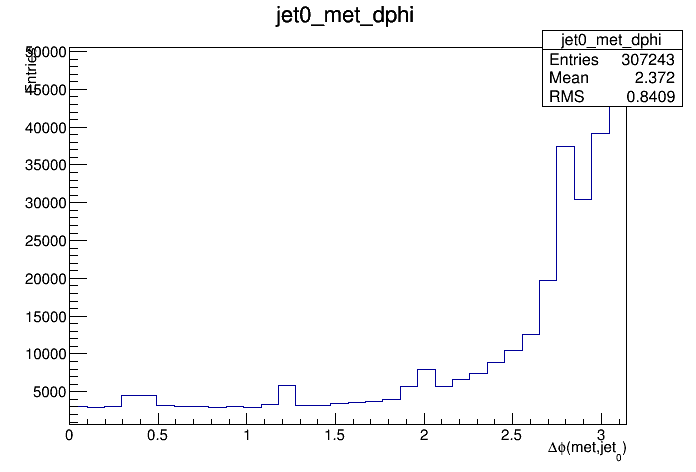 jet0_met_dphi
jet0_met_dphi
Entries 307243
Mean 2.372
RMS 0.8409
Entries
50000
45000
40000
35000
30000
25000
20000
15000
10000
5000
0 0.5 1 1.5 2 2.5 3
Δϕ(met,jet₀)